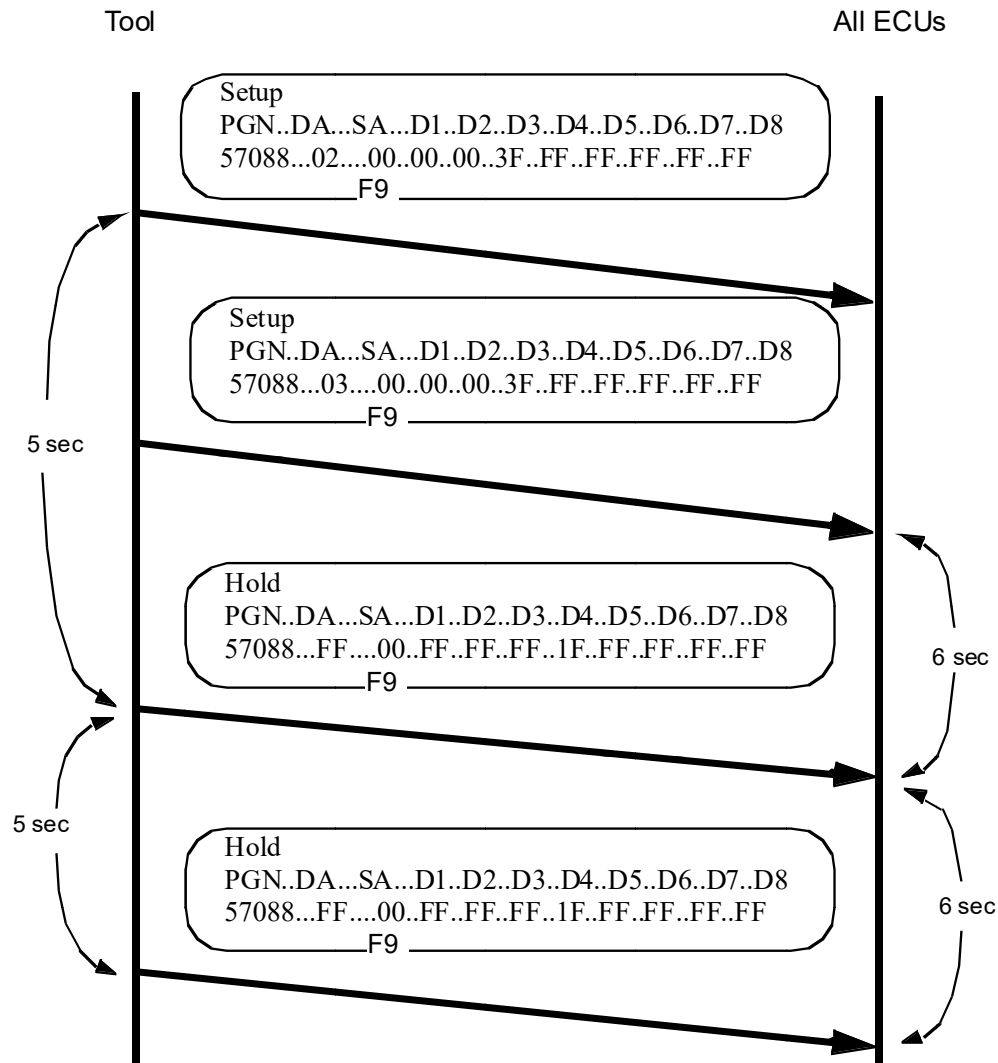 Tool
All ECUs
Setup
PGN..DA...SA...D1..D2...D3..D4..D5..D6..D7..D8
57088...02....00..00..00..3F..FF..FF..FF..FF..FF
F9
Setup
PGN..DA...SA...D1..D2...D3..D4..D5..D6..D7..D8
57088...03....00..00..00..3F..FF..FF..FF..FF..FF
F9
5 sec
Hold
PGN..DA...SA...D1..D2...D3..D4..D5..D6..D7..D8
57088...FF....00..FF..FF..FF..1F..FF..FF..FF..FF
F9
6 sec
5 sec
Hold
PGN..DA...SA...D1..D2...D3..D4..D5..D6..D7..D8
57088...FF....00..FF..FF..FF..1F..FF..FF..FF..FF
F9
6 sec